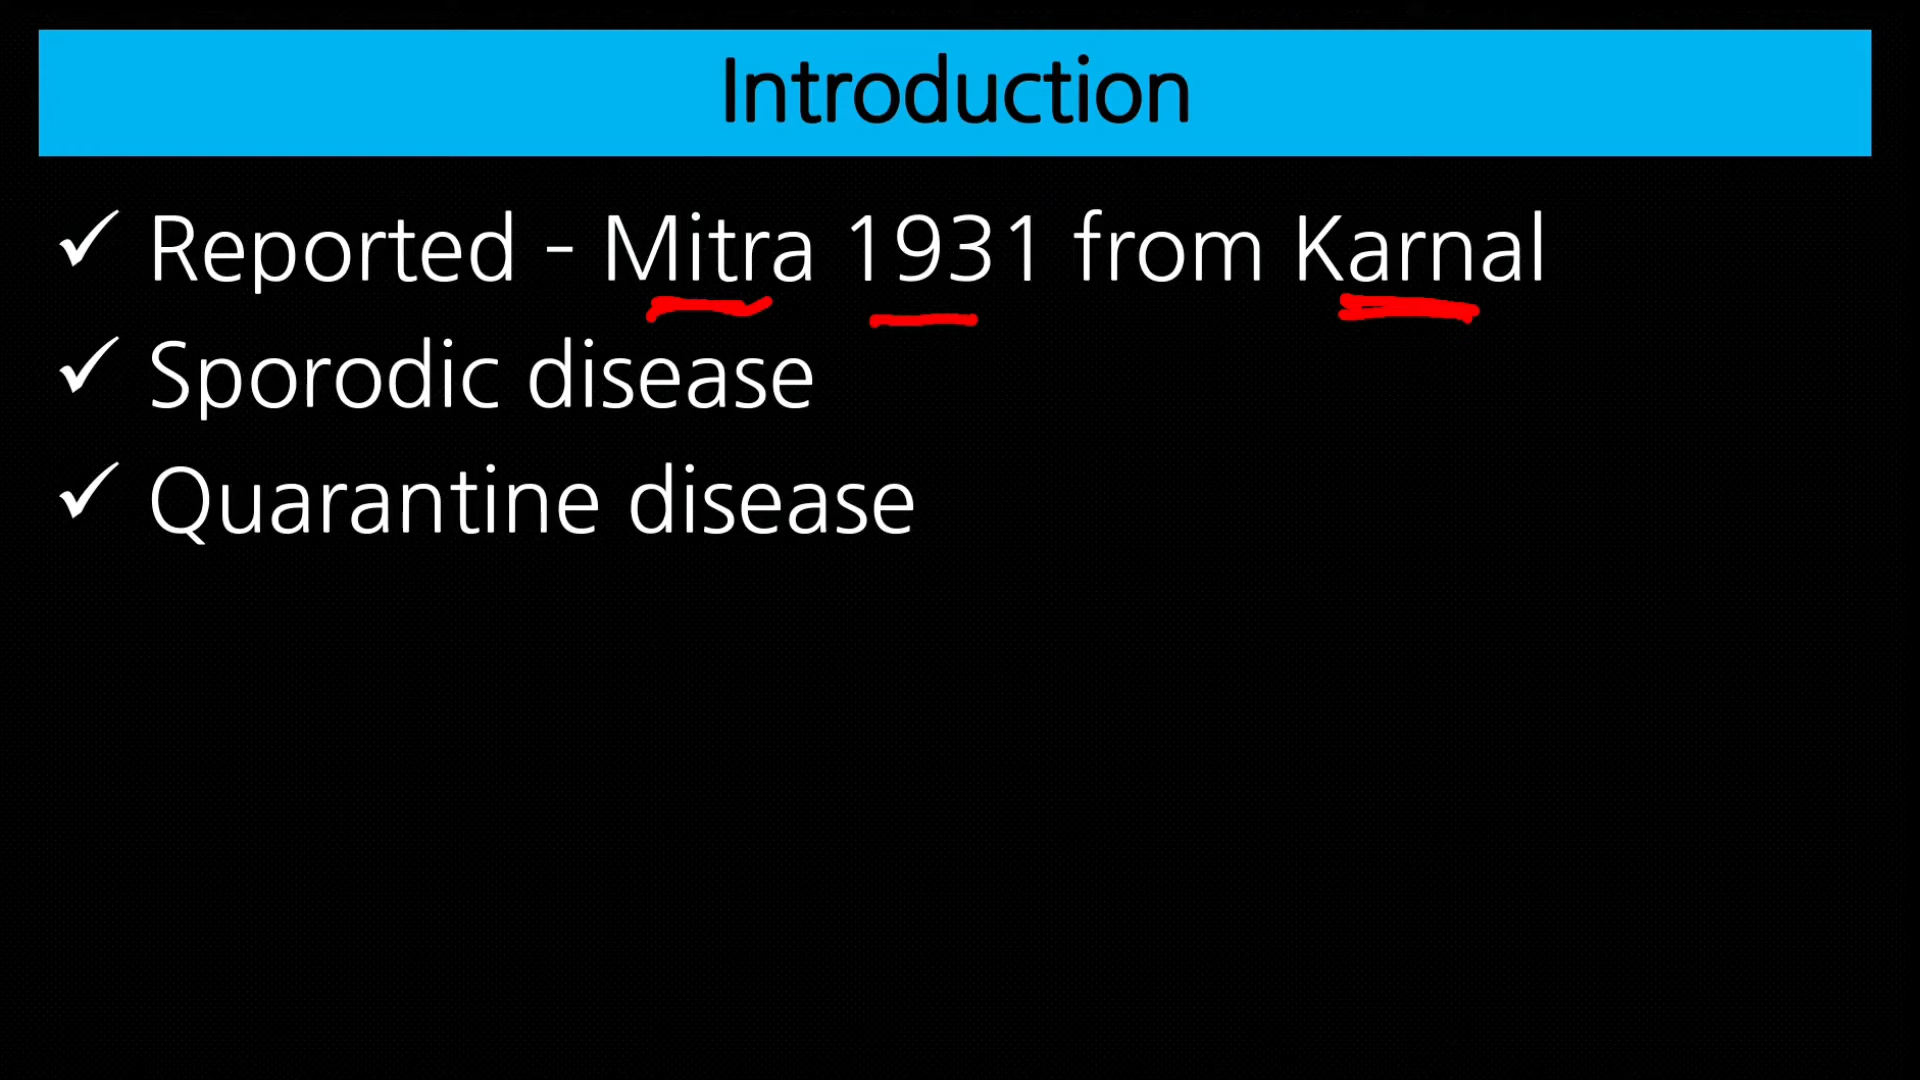 Introduction
✓ Reported - Mitra 1931 from Karnal
✓ Sporodic disease
✓ Quarantine disease